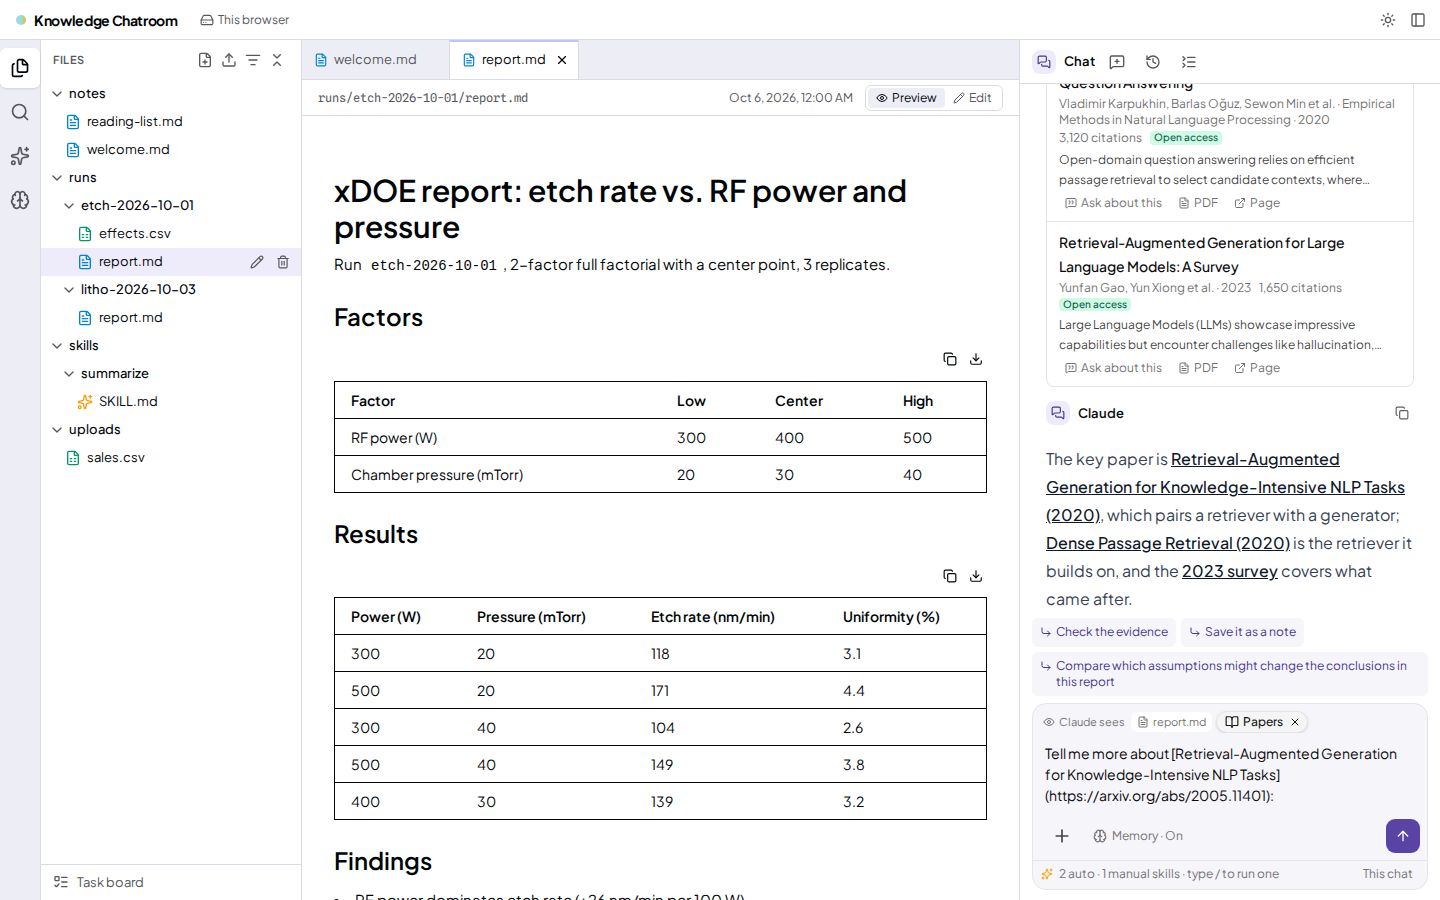 Knowledge Chatroom
This browser
FILES
notes
reading-list.md
welcome.md
runs
etch-2026-10-01
effects.csv
report.md
litho-2026-10-03
report.md
skills
summarize
SKILL.md
uploads
sales.csv
Task board
welcome.md
report.md
runs/etch-2026-10-01/report.md
Oct 6, 2026, 12:00 AM
Preview
Edit
xDOE report: etch rate vs. RF power and
pressure
Run etch-2026-10-01 , 2-factor full factorial with a center point, 3 replicates.
Factors
Factor Low Center High
RF power (W) 300 400 500
Chamber pressure (mTorr) 20 30 40
Results
Power (W) Pressure (mTorr) Etch rate (nm/min) Uniformity (%)
300 20 118 3.1
500 20 171 4.4
300 40 104 2.6
500 40 149 3.8
400 30 139 3.2
Findings
RF power dominates etch rate (+26 nm/min per 100 W)
Chat
Question Answering
Vladimir Karpukhin, Barlas Oğuz, Sewon Min et al. · Empirical
Methods in Natural Language Processing · 2020
3,120 citations Open access
Open-domain question answering relies on efficient
passage retrieval to select candidate contexts, where…
Ask about this PDF Page
Retrieval-Augmented Generation for Large
Language Models: A Survey
Yunfan Gao, Yun Xiong et al. · 2023 1,650 citations
Open access
Large Language Models (LLMs) showcase impressive
capabilities but encounter challenges like hallucination,…
Ask about this PDF Page
Claude
The key paper is Retrieval-Augmented
Generation for Knowledge-Intensive NLP Tasks
(2020), which pairs a retriever with a generator;
Dense Passage Retrieval (2020) is the retriever it
builds on, and the 2023 survey covers what
came after.
Check the evidence
Save it as a note
Compare which assumptions might change the conclusions in
this report
Claude sees report.md Papers
Tell me more about [Retrieval-Augmented Generation
for Knowledge-Intensive NLP Tasks]
(https://arxiv.org/abs/2005.11401):
Memory · On
2 auto · 1 manual skills · type / to run one
This chat